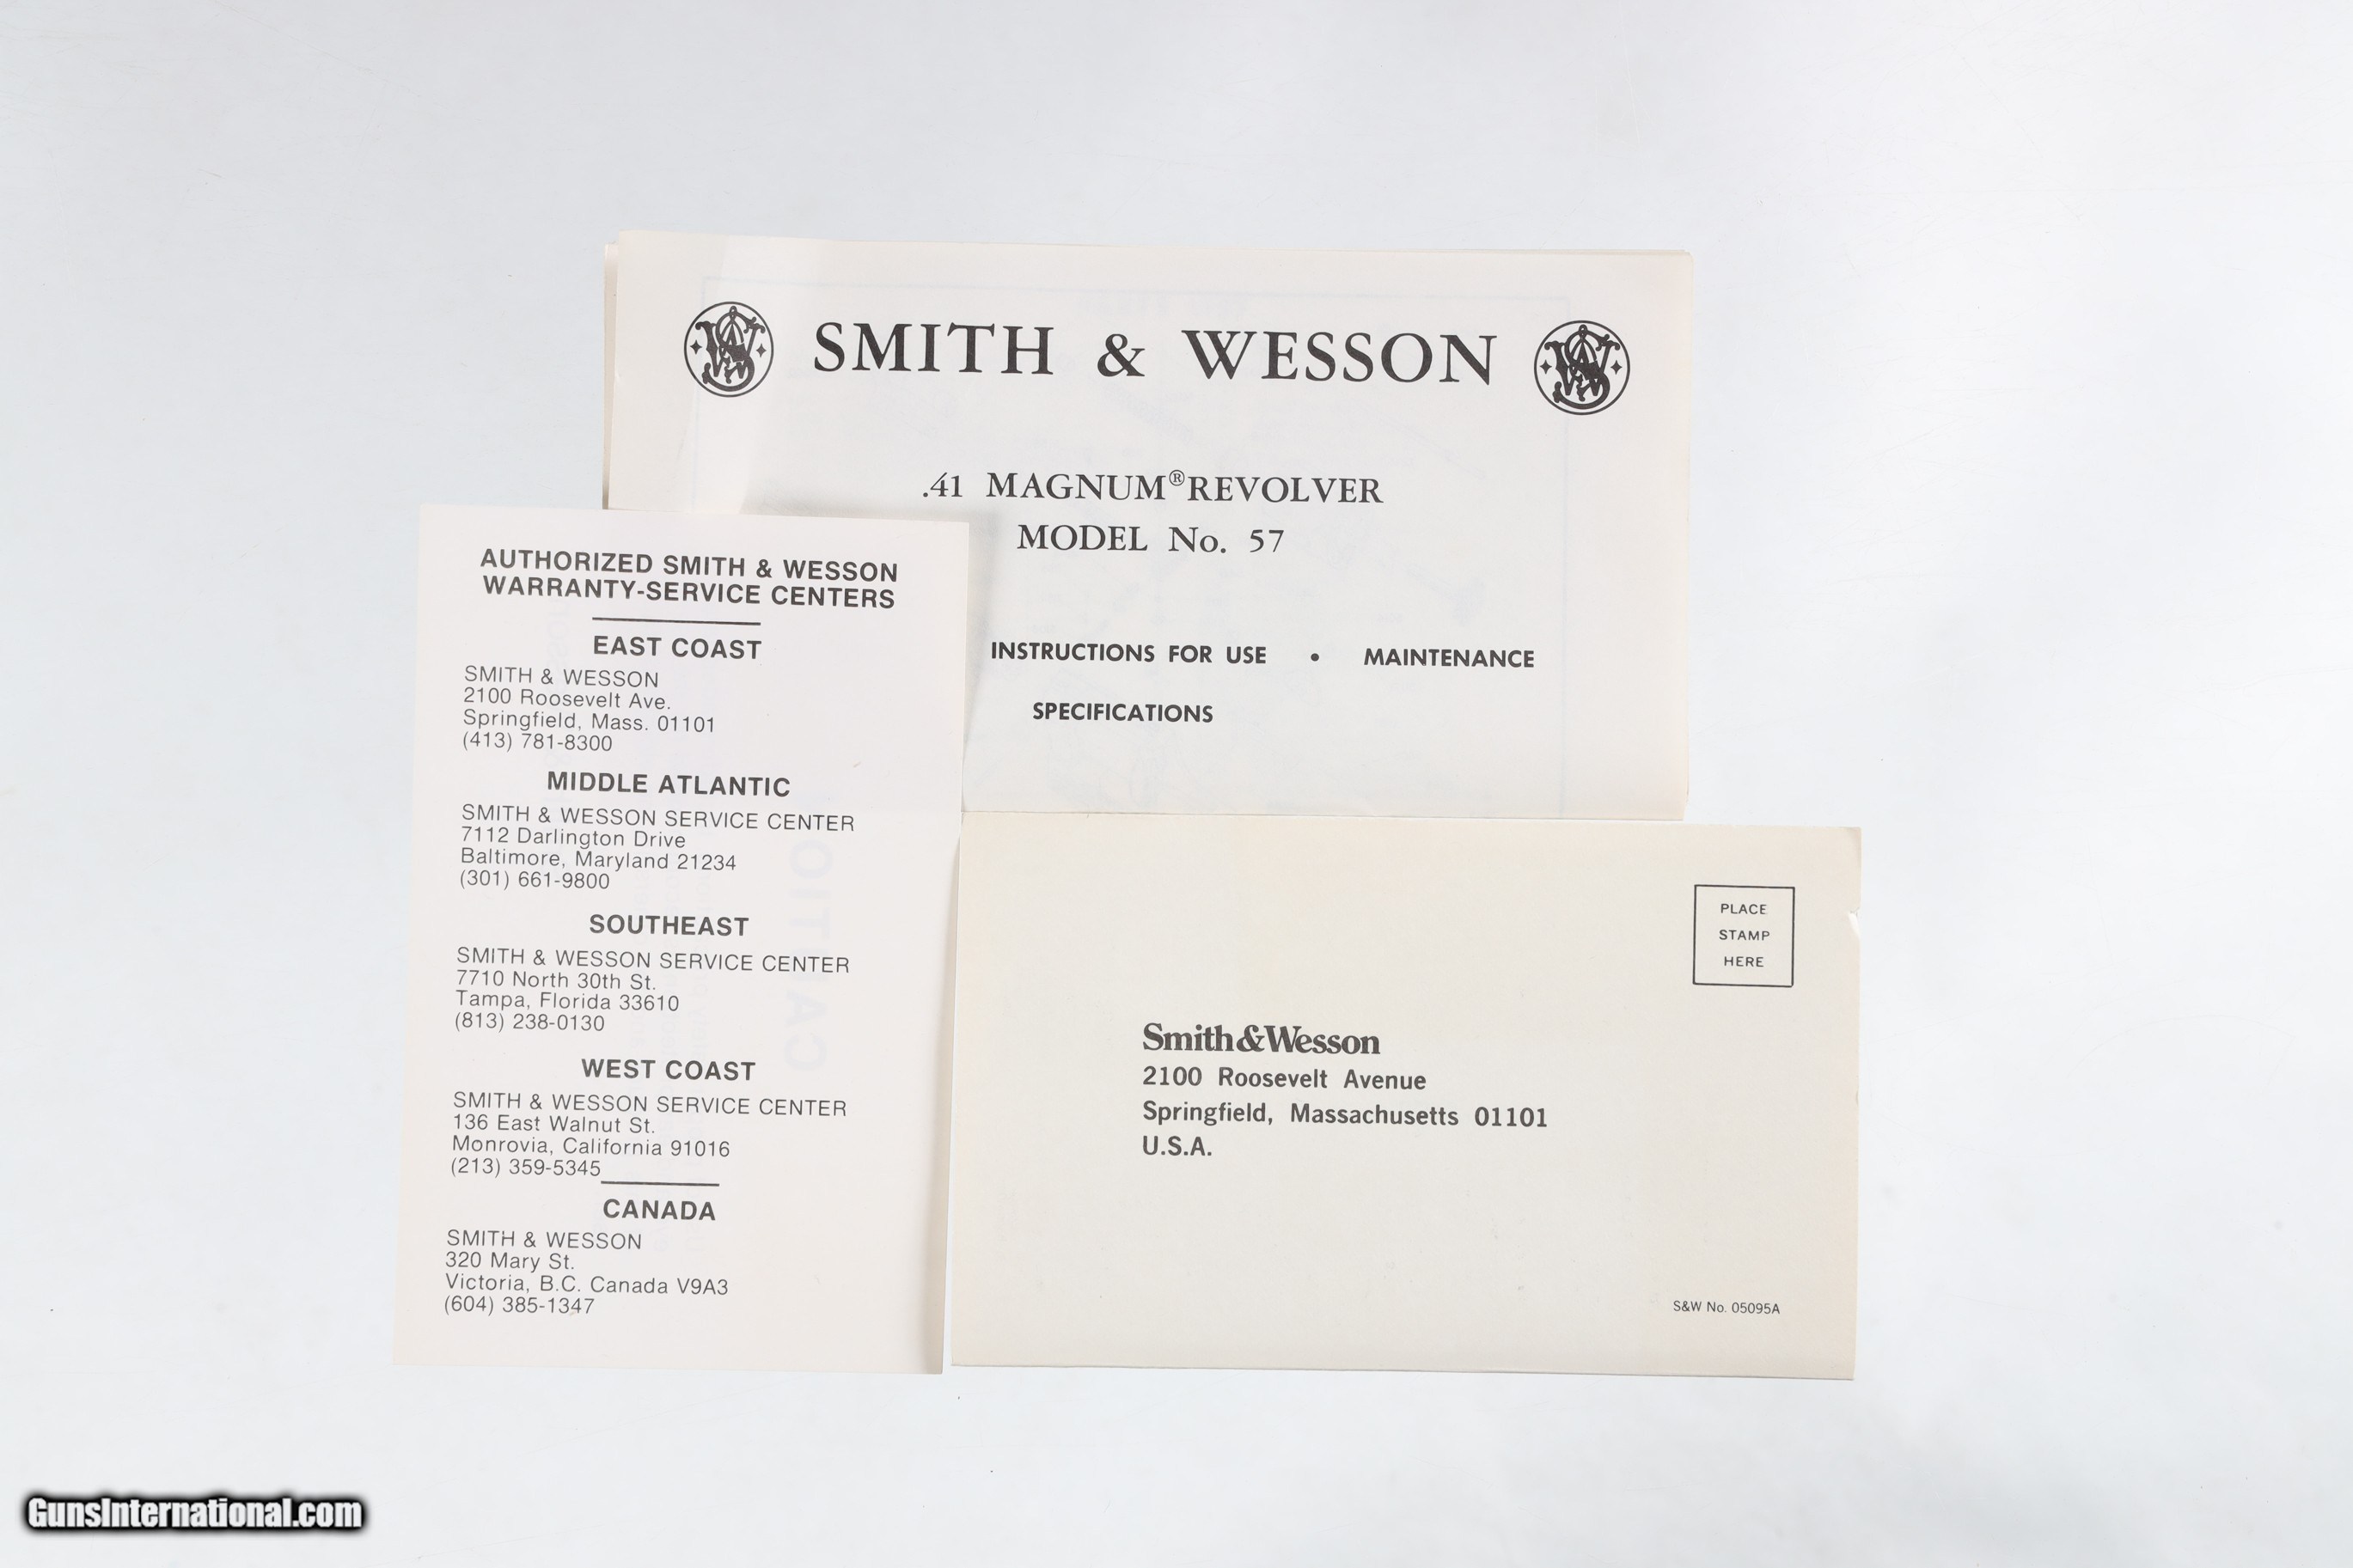 SMITH & WESSON
.41 MAGNUM® REVOLVER
MODEL No. 57
INSTRUCTIONS FOR USE • MAINTENANCE
SPECIFICATIONS
AUTHORIZED SMITH & WESSON
WARRANTY-SERVICE CENTERS
EAST COAST
SMITH & WESSON
2100 Roosevelt Ave.
Springfield, Mass. 01101
(413) 781-8300
MIDDLE ATLANTIC
SMITH & WESSON SERVICE CENTER
7112 Darlington Drive
Baltimore, Maryland 21234
(301) 661-9800
SOUTHEAST
SMITH & WESSON SERVICE CENTER
7710 North 30th St.
Tampa, Florida 33610
(813) 238-0130
WEST COAST
SMITH & WESSON SERVICE CENTER
136 East Walnut St.
Monrovia, California 91016
(213) 359-5345
CANADA
SMITH & WESSON
320 Mary St.
Victoria, B.C. Canada V9A3
(604) 385-1347
PLACE
STAMP
HERE
Smith & Wesson
2100 Roosevelt Avenue
Springfield, Massachusetts 01101
U.S.A.
S&W No. 05095A
GunsInternational.com